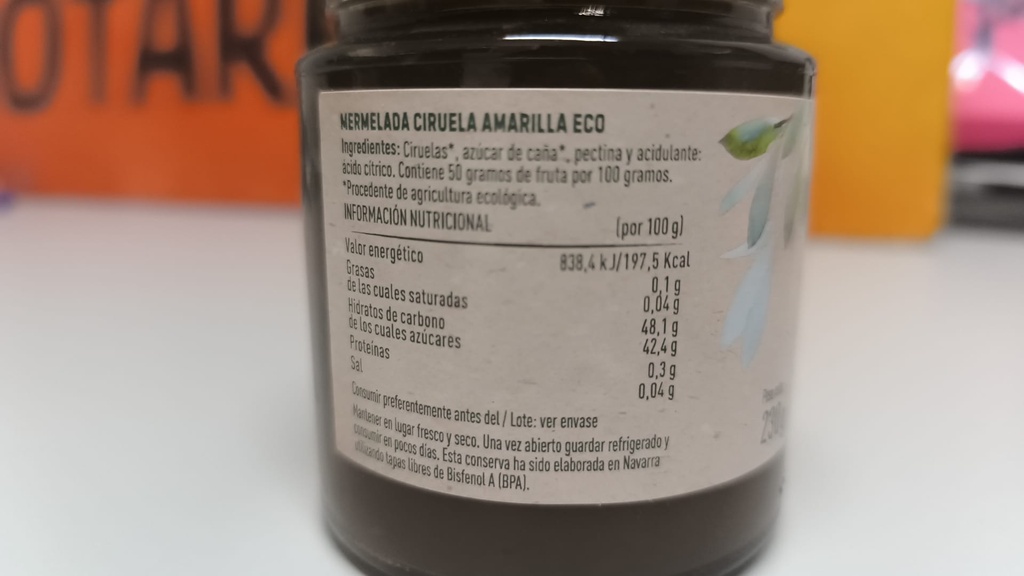 OTAR
MERMELADA CIRUELA AMARILLA ECO
Ingredientes: Ciruelas*, azúcar de caña*, pectina y acidulante:
ácido cítrico. Contiene 50 gramos de fruta por 100 gramos.
*Procedente de agricultura ecológica.
INFORMACIÓN NUTRICIONAL (por 100 g)
Valor energético 838,4 kJ/197,5 Kcal
Grasas 0,1 g
de las cuales saturadas 0,04 g
Hidratos de carbono 48,1 g
de los cuales azúcares 42,4 g
Proteínas 0,3 g
Sal 0,04 g
Consumir preferentemente antes del / Lote: ver envase
Mantener en lugar fresco y seco. Una vez abierto guardar refrigerado y
consumir en pocos días. Esta conserva ha sido elaborada en Navarra
utilizando tapas libres de Bisfenol A (BPA).
230